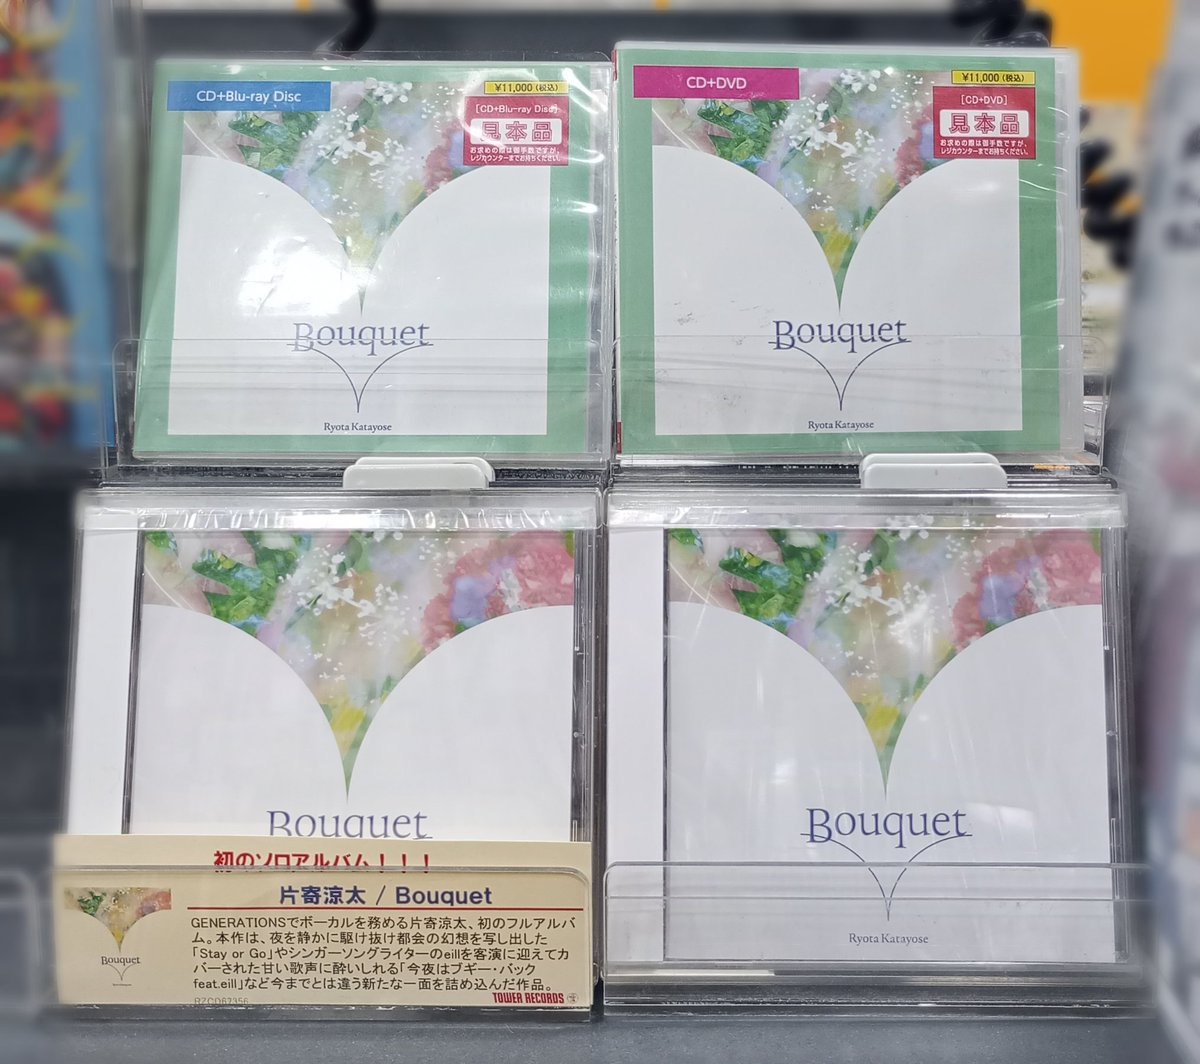 CD+Blu-ray Disc
¥11,000(税込)
[CD+Blu-ray Disc]
見本品
お求めの際は御手数ですが、
レジカウンターまでお持ちください。
Bouquet
Ryota Katayose
CD+DVD
¥11,000(税込)
[CD+DVD]
見本品
お求めの際は御手数ですが、
レジカウンターまでお持ちください。
Bouquet
Ryota Katayose
Bouquet
初のソロアルバム！！！
片寄涼太 / Bouquet
GENERATIONSでボーカルを務める片寄涼太、初のフルアルバ
ム。本作は、夜を静かに駆け抜け都会の幻想を写し出した
「Stay or Go」やシンガーソングライターのeillを客演に迎えてカ
バーされた甘い歌声に酔いしれる「今夜はブギー・バック
feat.eill」など今までとは違う新たな一面を詰め込んだ作品。
RZCD67356
TOWER RECORDS
Bouquet
Bouquet
Ryota Katayose